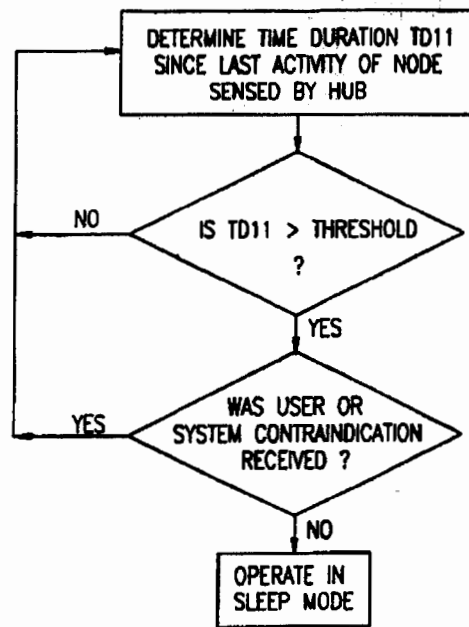 DETERMINE TIME DURATION TD11
SINCE LAST ACTIVITY OF NODE
SENSED BY HUB
NO
IS TD11 > THRESHOLD
?
YES
YES
WAS USER OR
SYSTEM CONTRAINDICATION
RECEIVED ?
NO
OPERATE IN
SLEEP MODE